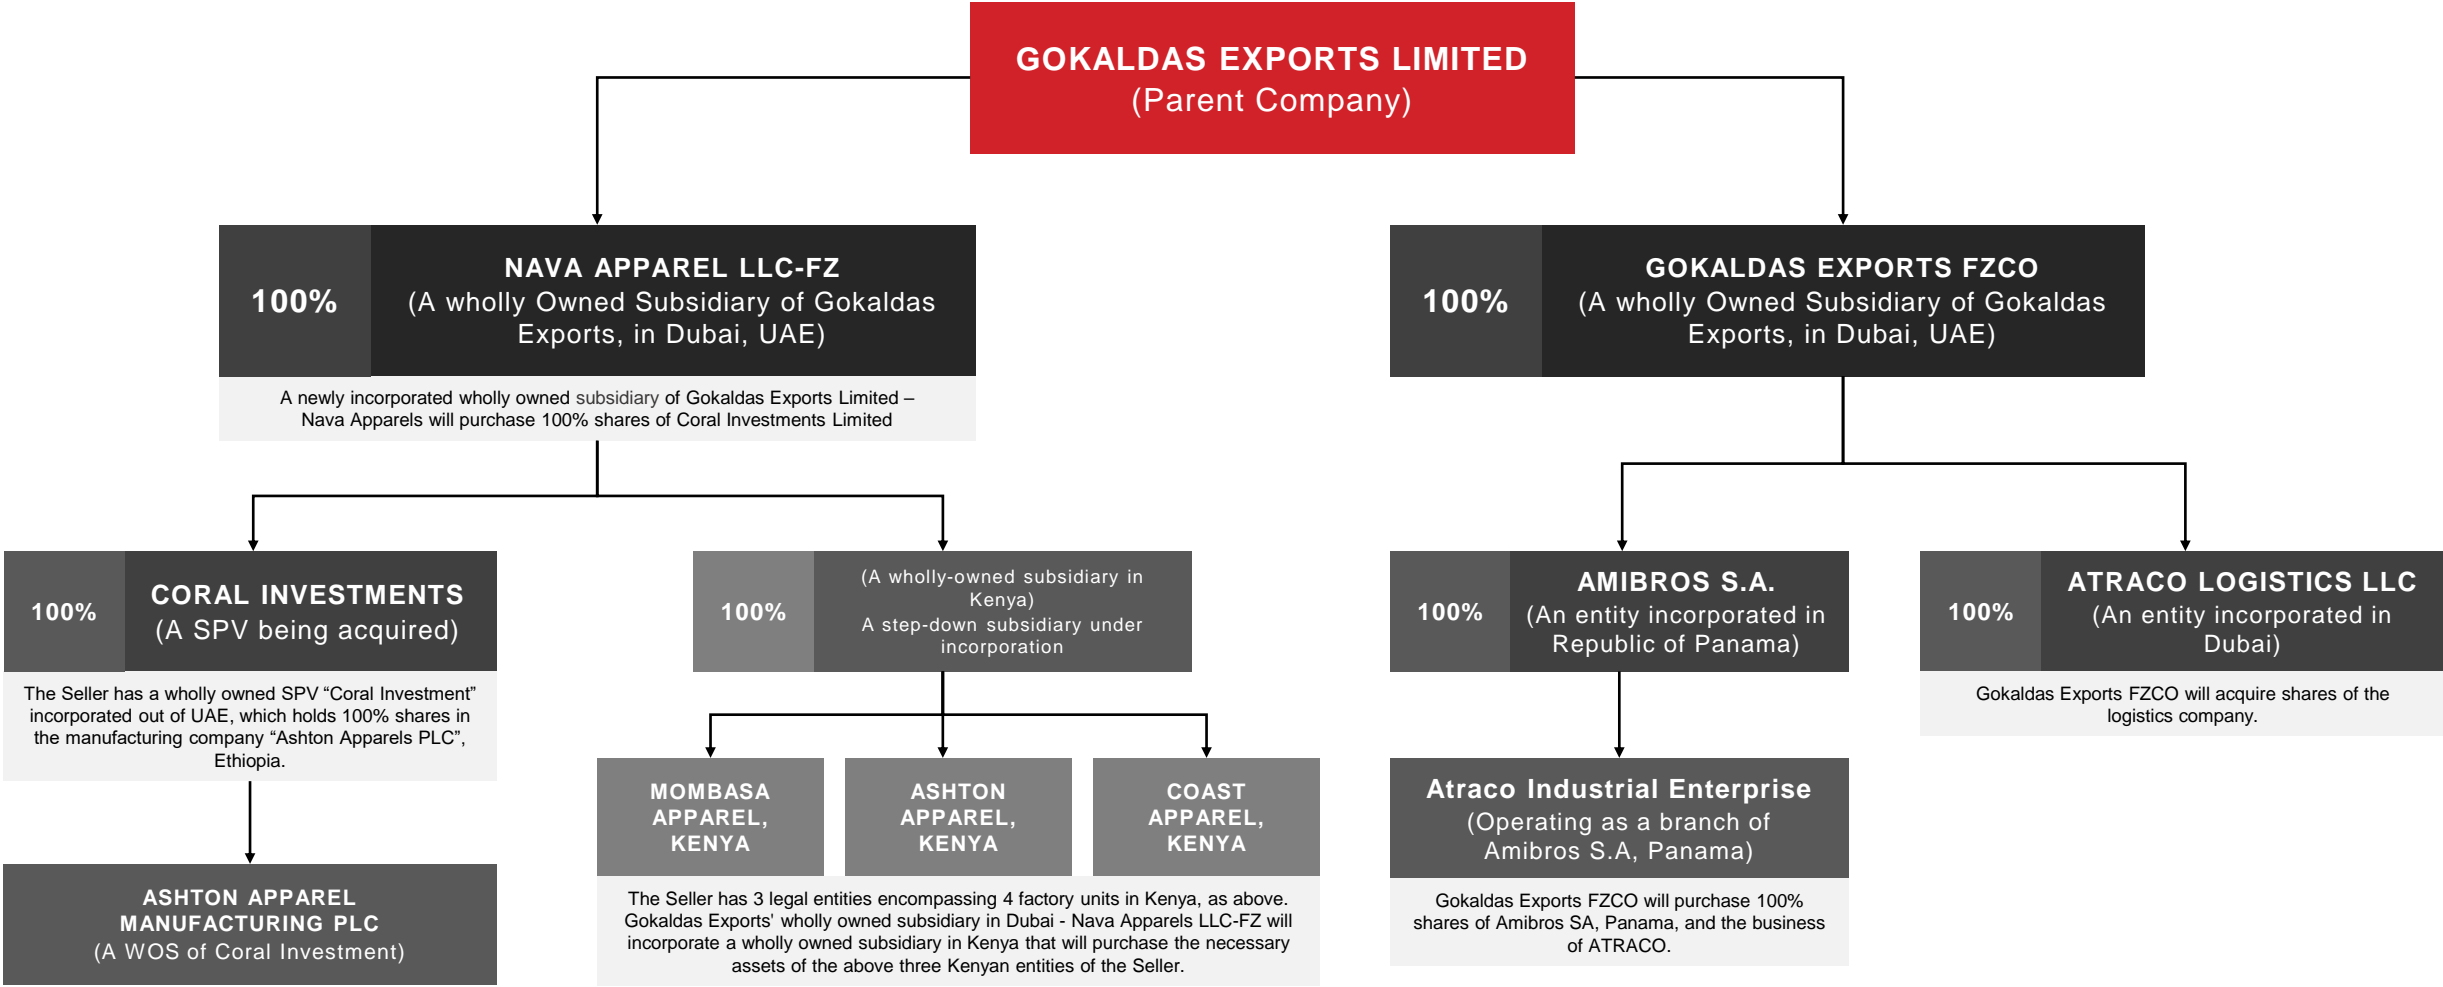 GOKALDAS EXPORTS LIMITED
(Parent Company)
100%
NAVA APPAREL LLC-FZ
(A wholly Owned Subsidiary of Gokaldas
Exports, in Dubai, UAE)
A newly incorporated wholly owned subsidiary of Gokaldas Exports Limited –
Nava Apparels will purchase 100% shares of Coral Investments Limited
100%
GOKALDAS EXPORTS FZCO
(A wholly Owned Subsidiary of Gokaldas
Exports, in Dubai, UAE)
100%
CORAL INVESTMENTS
(A SPV being acquired)
The Seller has a wholly owned SPV “Coral Investment”
incorporated out of UAE, which holds 100% shares in
the manufacturing company “Ashton Apparels PLC”,
Ethiopia.
ASHTON APPAREL
MANUFACTURING PLC
(A WOS of Coral Investment)
100%
(A wholly-owned subsidiary in
Kenya)
A step-down subsidiary under
incorporation
MOMBASA
APPAREL,
KENYA
ASHTON
APPAREL,
KENYA
COAST
APPAREL,
KENYA
The Seller has 3 legal entities encompassing 4 factory units in Kenya, as above.
Gokaldas Exports' wholly owned subsidiary in Dubai - Nava Apparels LLC-FZ will
incorporate a wholly owned subsidiary in Kenya that will purchase the necessary
assets of the above three Kenyan entities of the Seller.
100%
AMIBROS S.A.
(An entity incorporated in
Republic of Panama)
Atraco Industrial Enterprise
(Operating as a branch of
Amibros S.A, Panama)
Gokaldas Exports FZCO will purchase 100%
shares of Amibros SA, Panama, and the business
of ATRACO.
100%
ATRACO LOGISTICS LLC
(An entity incorporated in
Dubai)
Gokaldas Exports FZCO will acquire shares of the
logistics company.